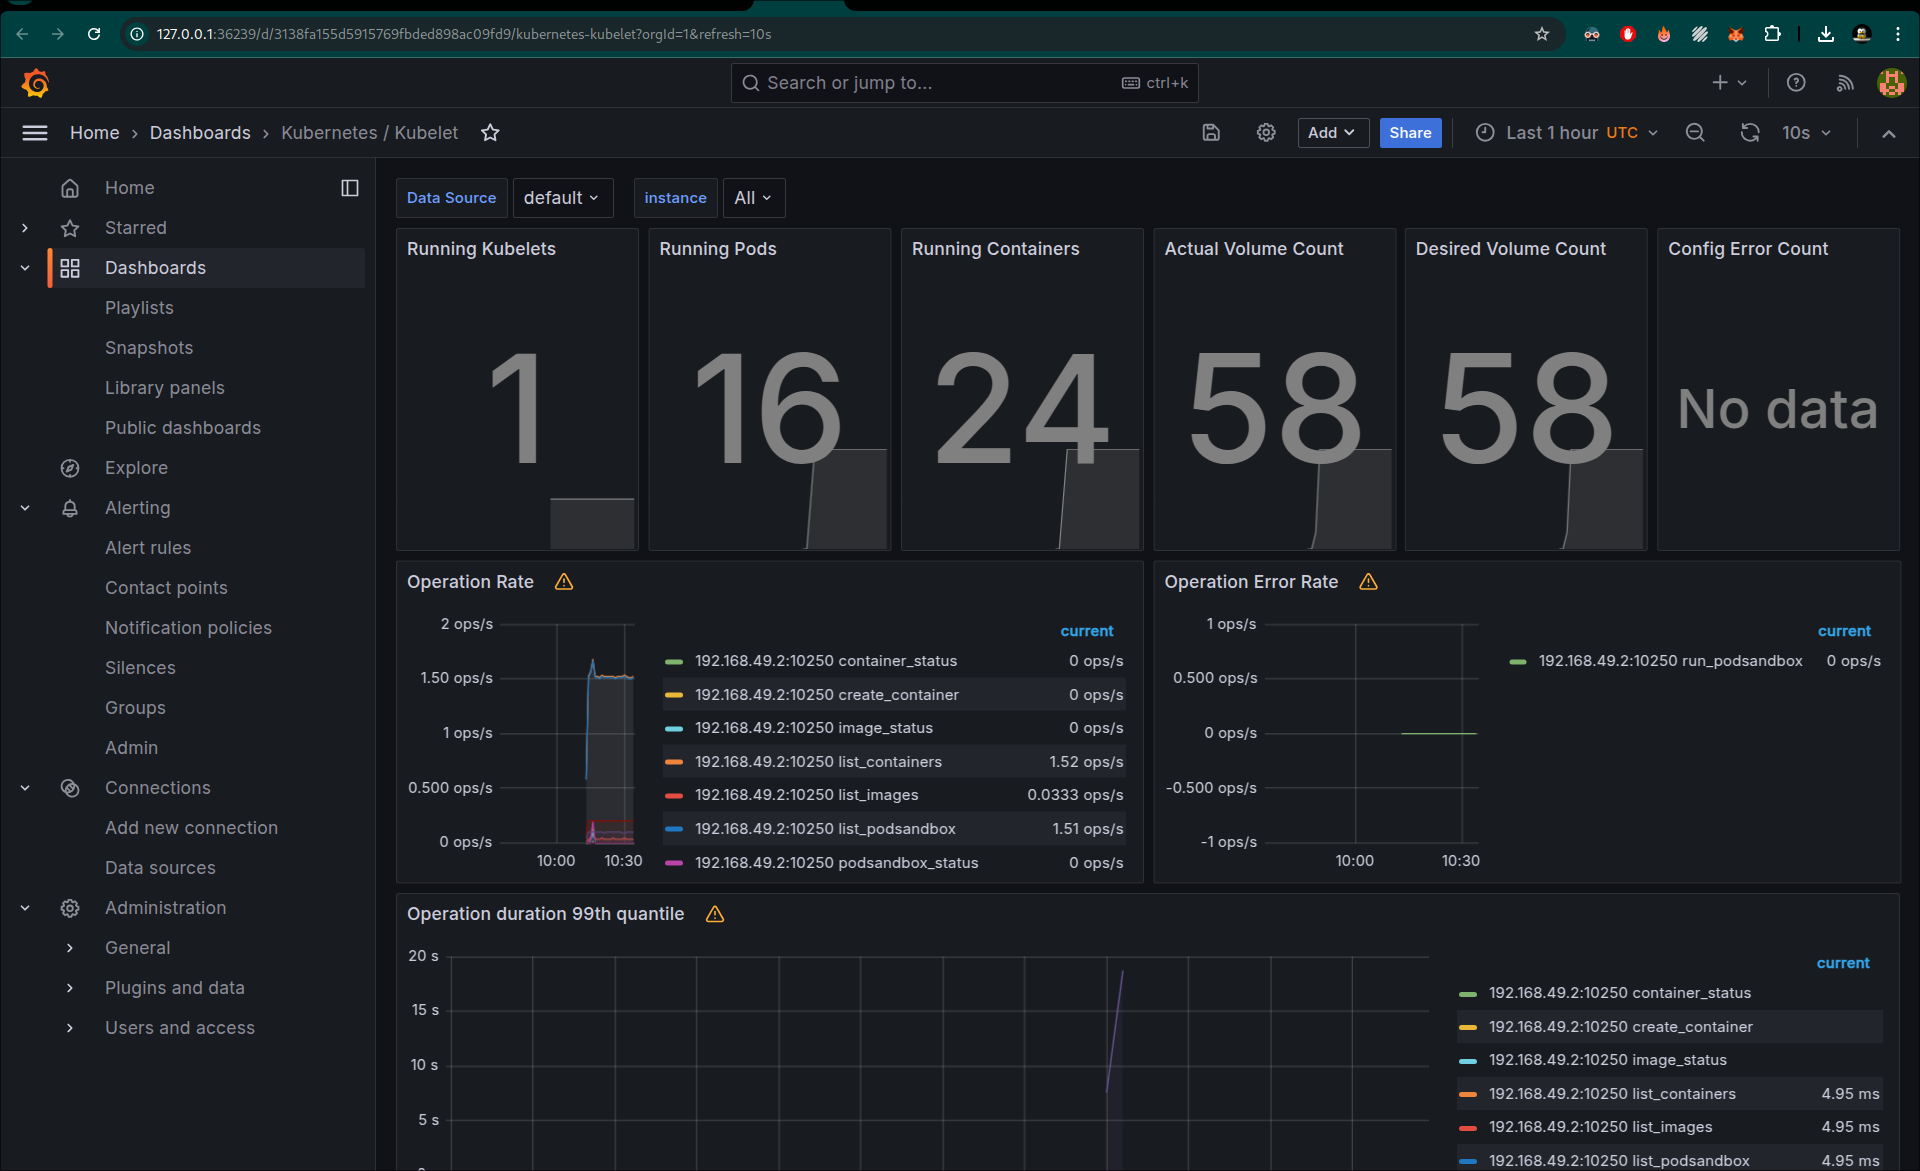 127.0.0.1:36239/d/3138fa155d5915769fbded898ac09fd9/kubernetes-kubelet?orgId=1&refresh=10s
Search or jump to... ctrl+k
Home › Dashboards › Kubernetes / Kubelet
Add
Share
Last 1 hour UTC
10s
Home
Starred
Dashboards
Playlists
Snapshots
Library panels
Public dashboards
Explore
Alerting
Alert rules
Contact points
Notification policies
Silences
Groups
Admin
Connections
Add new connection
Data sources
Administration
General
Plugins and data
Users and access
Data Source default
instance All
Running Kubelets
1
Running Pods
16
Running Containers
24
Actual Volume Count
58
Desired Volume Count
58
Config Error Count
No data
Operation Rate
2 ops/s
1.50 ops/s
1 ops/s
0.500 ops/s
0 ops/s
10:00 10:30
current
192.168.49.2:10250 container_status 0 ops/s
192.168.49.2:10250 create_container 0 ops/s
192.168.49.2:10250 image_status 0 ops/s
192.168.49.2:10250 list_containers 1.52 ops/s
192.168.49.2:10250 list_images 0.0333 ops/s
192.168.49.2:10250 list_podsandbox 1.51 ops/s
192.168.49.2:10250 podsandbox_status 0 ops/s
Operation Error Rate
1 ops/s
0.500 ops/s
0 ops/s
-0.500 ops/s
-1 ops/s
10:00 10:30
current
192.168.49.2:10250 run_podsandbox 0 ops/s
Operation duration 99th quantile
20 s
15 s
10 s
5 s
current
192.168.49.2:10250 container_status
192.168.49.2:10250 create_container
192.168.49.2:10250 image_status
192.168.49.2:10250 list_containers 4.95 ms
192.168.49.2:10250 list_images 4.95 ms
192.168.49.2:10250 list_podsandbox 4.95 ms